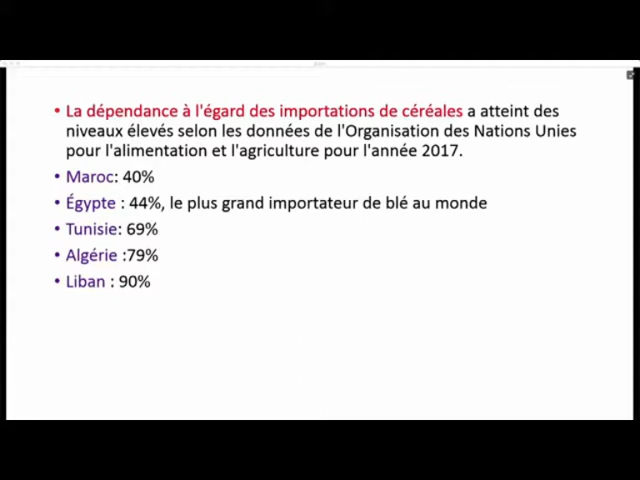 • La dépendance à l'égard des importations de céréales a atteint des
niveaux élevés selon les données de l'Organisation des Nations Unies
pour l'alimentation et l'agriculture pour l'année 2017.
• Maroc: 40%
• Égypte : 44%, le plus grand importateur de blé au monde
• Tunisie: 69%
• Algérie :79%
• Liban : 90%